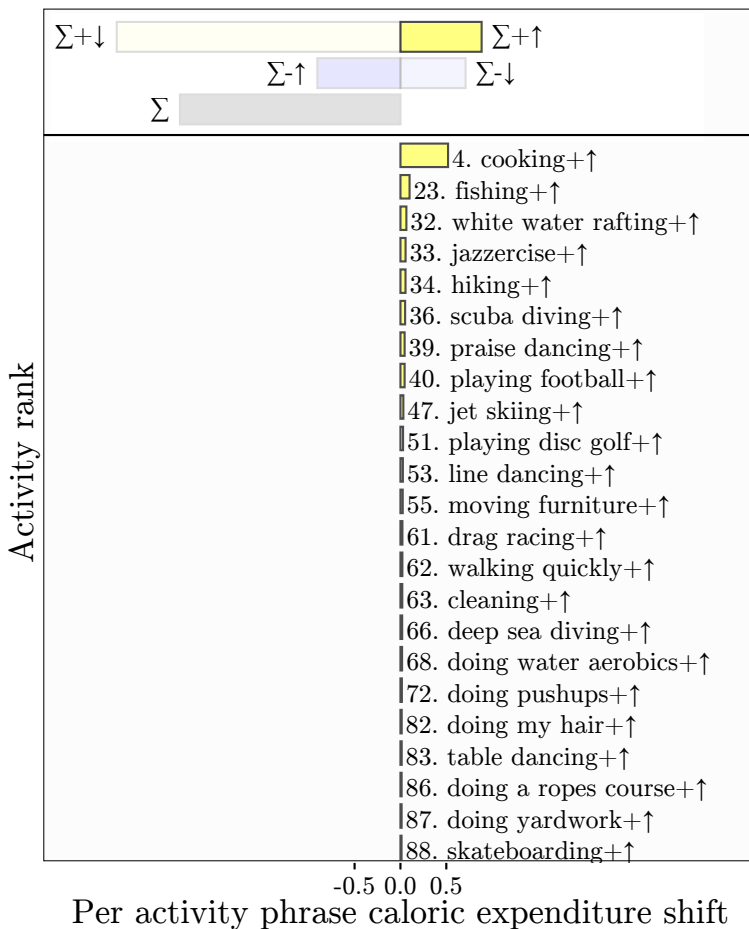 ∑+↓ ∑+↑
∑-↑ ∑-↓
∑
4. cooking+↑
23. fishing+↑
32. white water rafting+↑
33. jazzercise+↑
34. hiking+↑
36. scuba diving+↑
39. praise dancing+↑
40. playing football+↑
47. jet skiing+↑
51. playing disc golf+↑
53. line dancing+↑
55. moving furniture+↑
61. drag racing+↑
62. walking quickly+↑
63. cleaning+↑
66. deep sea diving+↑
68. doing water aerobics+↑
72. doing pushups+↑
82. doing my hair+↑
83. table dancing+↑
86. doing a ropes course+↑
87. doing yardwork+↑
88. skateboarding+↑
Activity rank
-0.5 0.0 0.5
Per activity phrase caloric expenditure shift